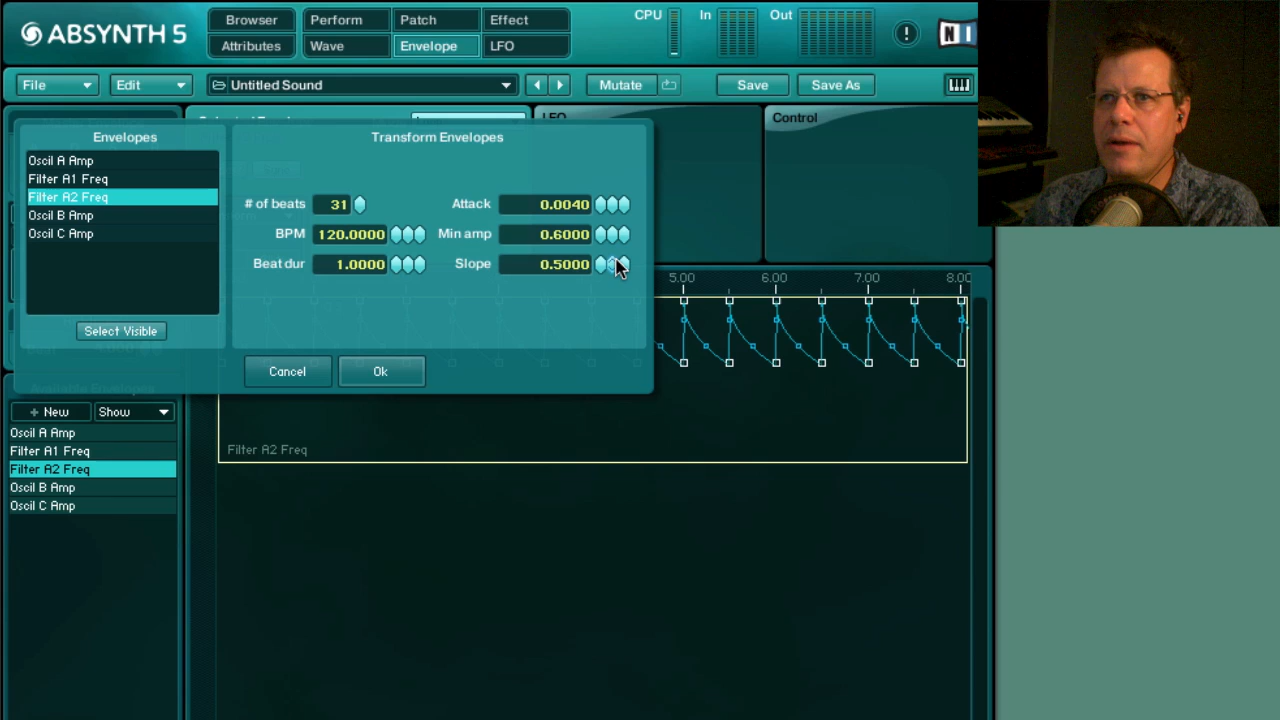 ABSYNTH 5
Browser
Attributes
Perform
Patch
Effect
Wave
Envelope
LFO
CPU
In
Out
!
NI
File
Edit
Untitled Sound
Mutate
Save
Save As
LFO
Control
Envelopes
Oscil A Amp
Filter A1 Freq
Filter A2 Freq
Oscil B Amp
Oscil C Amp
Select Visible
Transform Envelopes
# of beats 31
BPM 120.0000
Beat dur 1.0000
Attack 0.0040
Min amp 0.6000
Slope 0.5000
Cancel
Ok
5.00 6.00 7.00 8.00
Available Envelopes
+ New
Show
Oscil A Amp
Filter A1 Freq
Filter A2 Freq
Oscil B Amp
Oscil C Amp
Filter A2 Freq